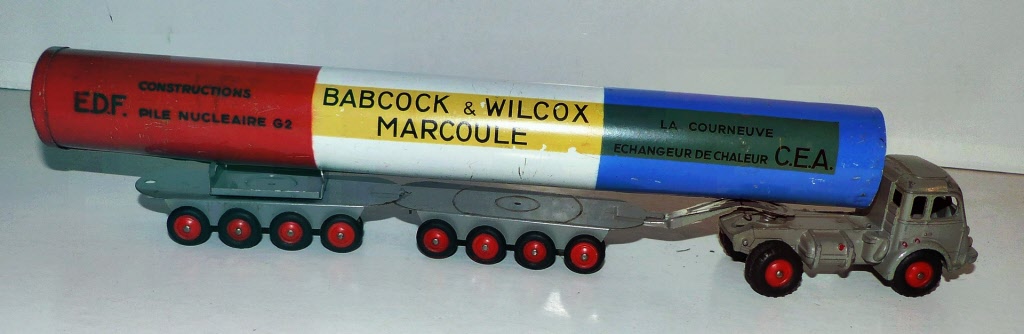 CONSTRUCTIONS
E.D.F.
PILE NUCLEAIRE G2
BABCOCK & WILCOX
MARCOULE
LA COURNEUVE
ECHANGEUR DE CHALEUR C.E.A.